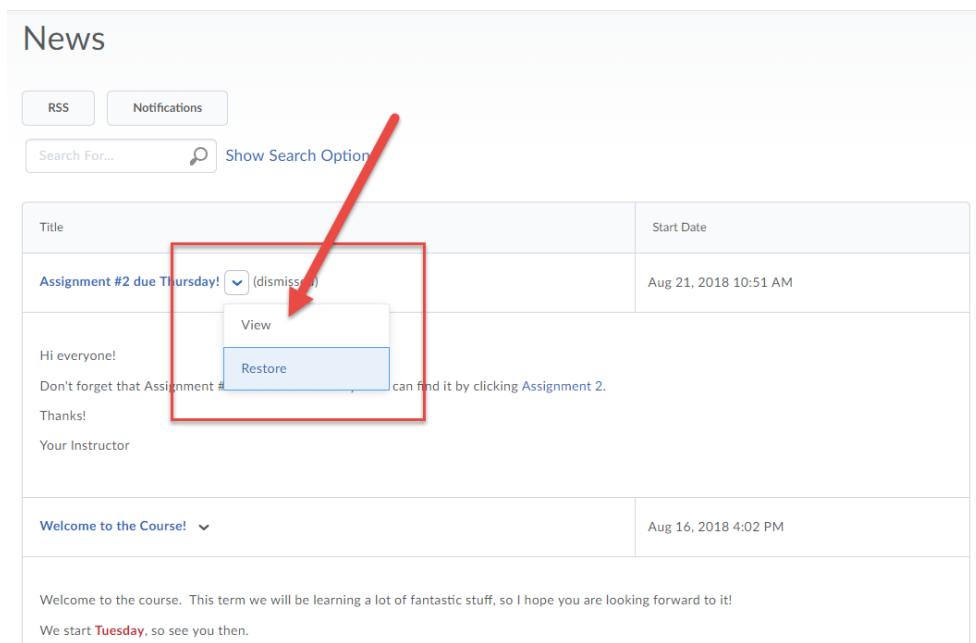 News
RSS Notifications
Search For... Show Search Option
Title Start Date
Assignment #2 due Thursday! (dismissed) Aug 21, 2018 10:51 AM
View
Hi everyone!
Restore
Don't forget that Assignment # can find it by clicking Assignment 2.
Thanks!
Your Instructor
Welcome to the Course! Aug 16, 2018 4:02 PM
Welcome to the course. This term we will be learning a lot of fantastic stuff, so I hope you are looking forward to it!
We start Tuesday, so see you then.